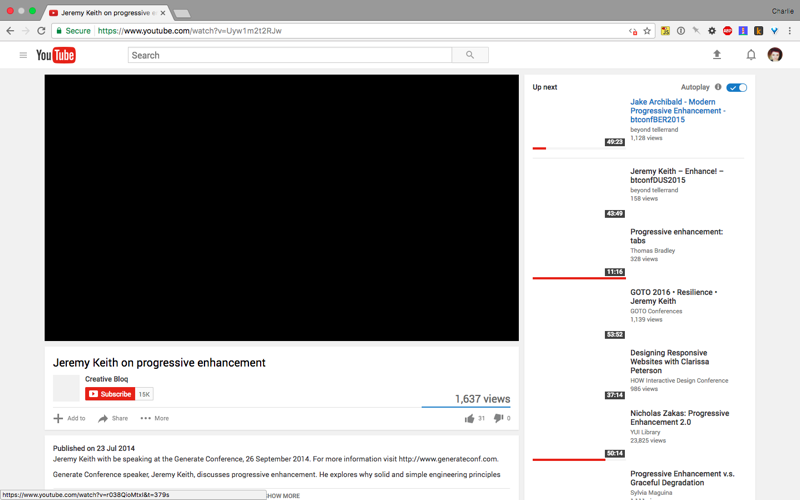 Jeremy Keith on progressive e
Charlie
Secure
https://www.youtube.com/watch?v=Uyw1m2t2RJw
YouTube
Search
Up next
Autoplay
Jake Archibald - Modern
Progressive Enhancement -
btconfBER2015
beyond tellerrand
1,128 views
49:23
Jeremy Keith – Enhance! –
btconfDUS2015
beyond tellerrand
158 views
43:49
Progressive enhancement:
tabs
Thomas Bradley
328 views
11:16
GOTO 2016 • Resilience •
Jeremy Keith
GOTO Conferences
1,139 views
53:52
Designing Responsive
Websites with Clarissa
Peterson
HOW Interactive Design Conference
986 views
37:14
Nicholas Zakas: Progressive
Enhancement 2.0
YUI Library
23,825 views
50:14
Progressive Enhancement v.s.
Graceful Degradation
Sylvia Maguina
Jeremy Keith on progressive enhancement
Creative Bloq
Subscribe 15K
1,637 views
Add to Share More
31 0
Published on 23 Jul 2014
Jeremy Keith with be speaking at the Generate Conference, 26 September 2014. For more information visit http://www.generateconf.com.
Generate Conference speaker, Jeremy Keith, discusses progressive enhancement. He explores why solid and simple engineering principles
https://www.youtube.com/watch?v=r038QioMtxI&t=379s
HOW MORE